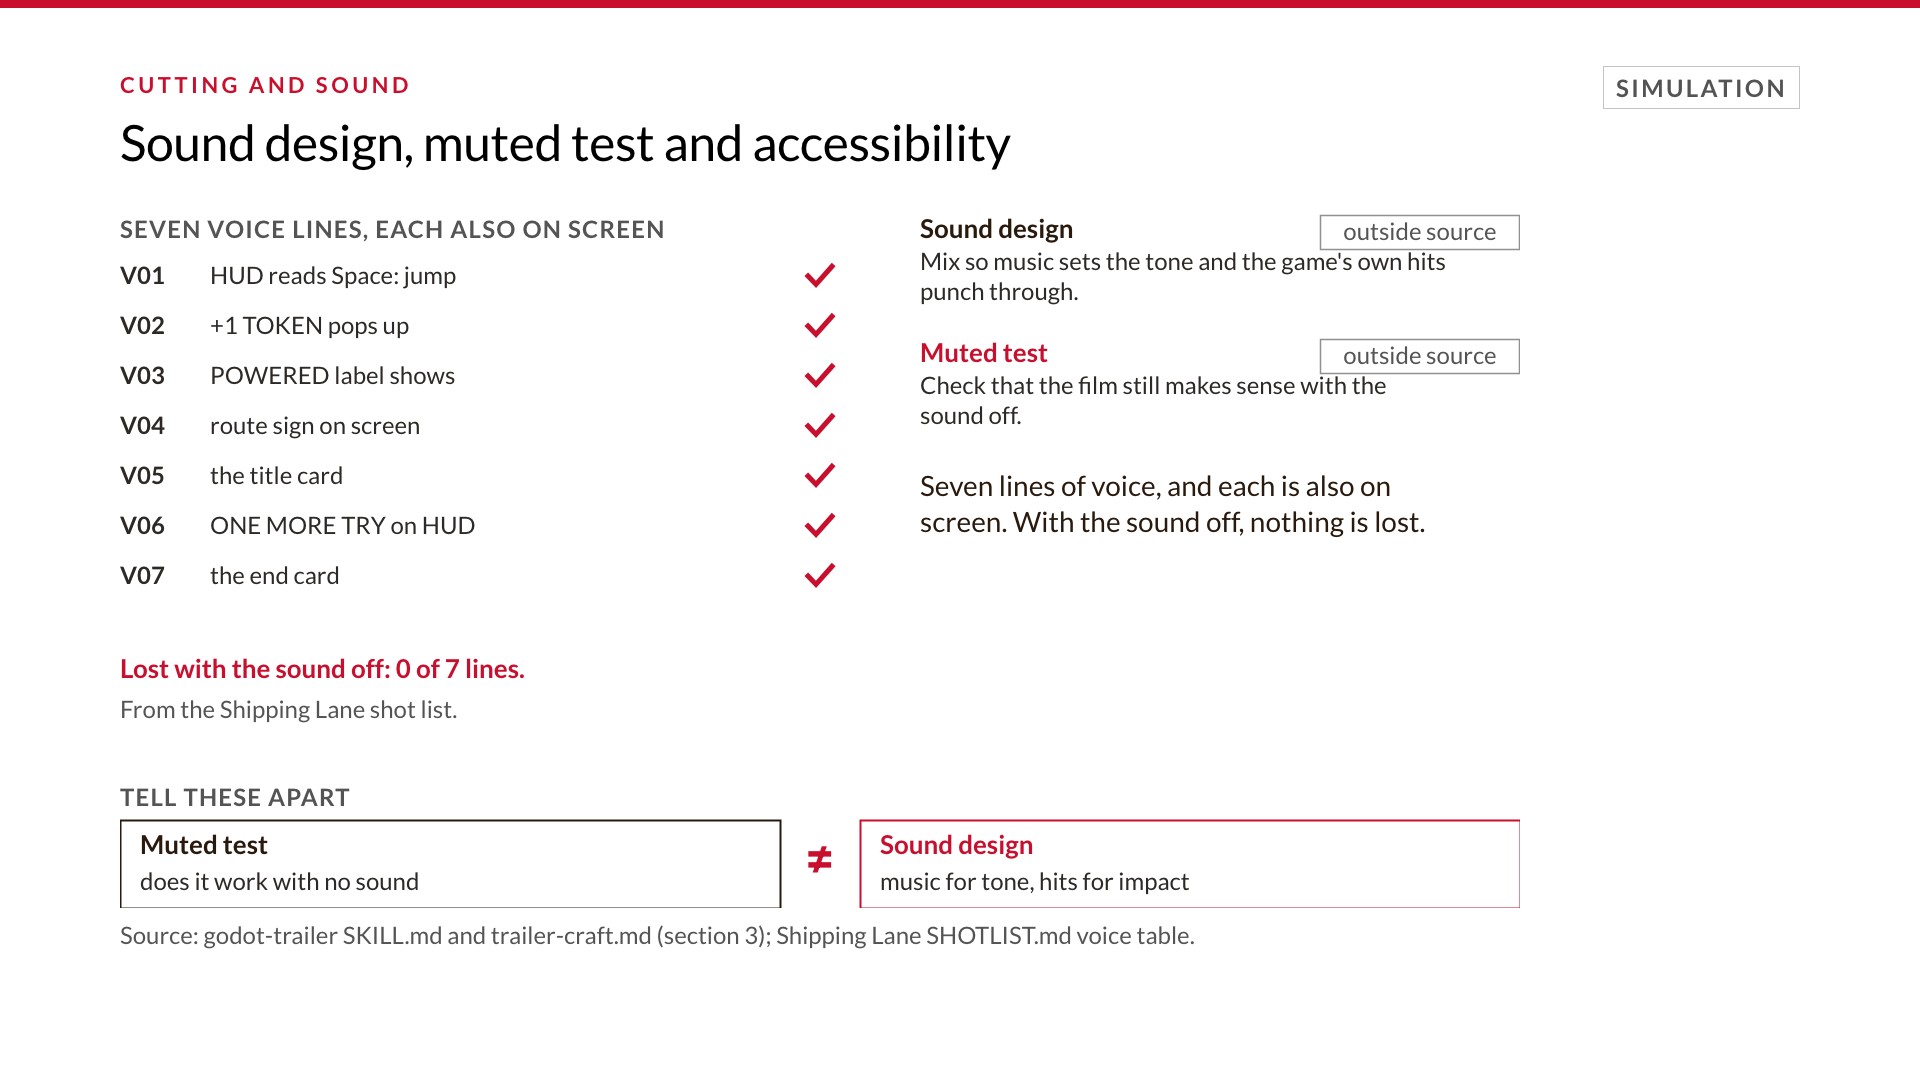 CUTTING AND SOUND
SIMULATION
Sound design, muted test and accessibility
SEVEN VOICE LINES, EACH ALSO ON SCREEN
V01 HUD reads Space: jump
V02 +1 TOKEN pops up
V03 POWERED label shows
V04 route sign on screen
V05 the title card
V06 ONE MORE TRY on HUD
V07 the end card
Lost with the sound off: 0 of 7 lines.
From the Shipping Lane shot list.
Sound design
outside source
Mix so music sets the tone and the game's own hits
punch through.
Muted test
outside source
Check that the film still makes sense with the
sound off.
Seven lines of voice, and each is also on
screen. With the sound off, nothing is lost.
TELL THESE APART
Muted test
does it work with no sound
≠
Sound design
music for tone, hits for impact
Source: godot-trailer SKILL.md and trailer-craft.md (section 3); Shipping Lane SHOTLIST.md voice table.